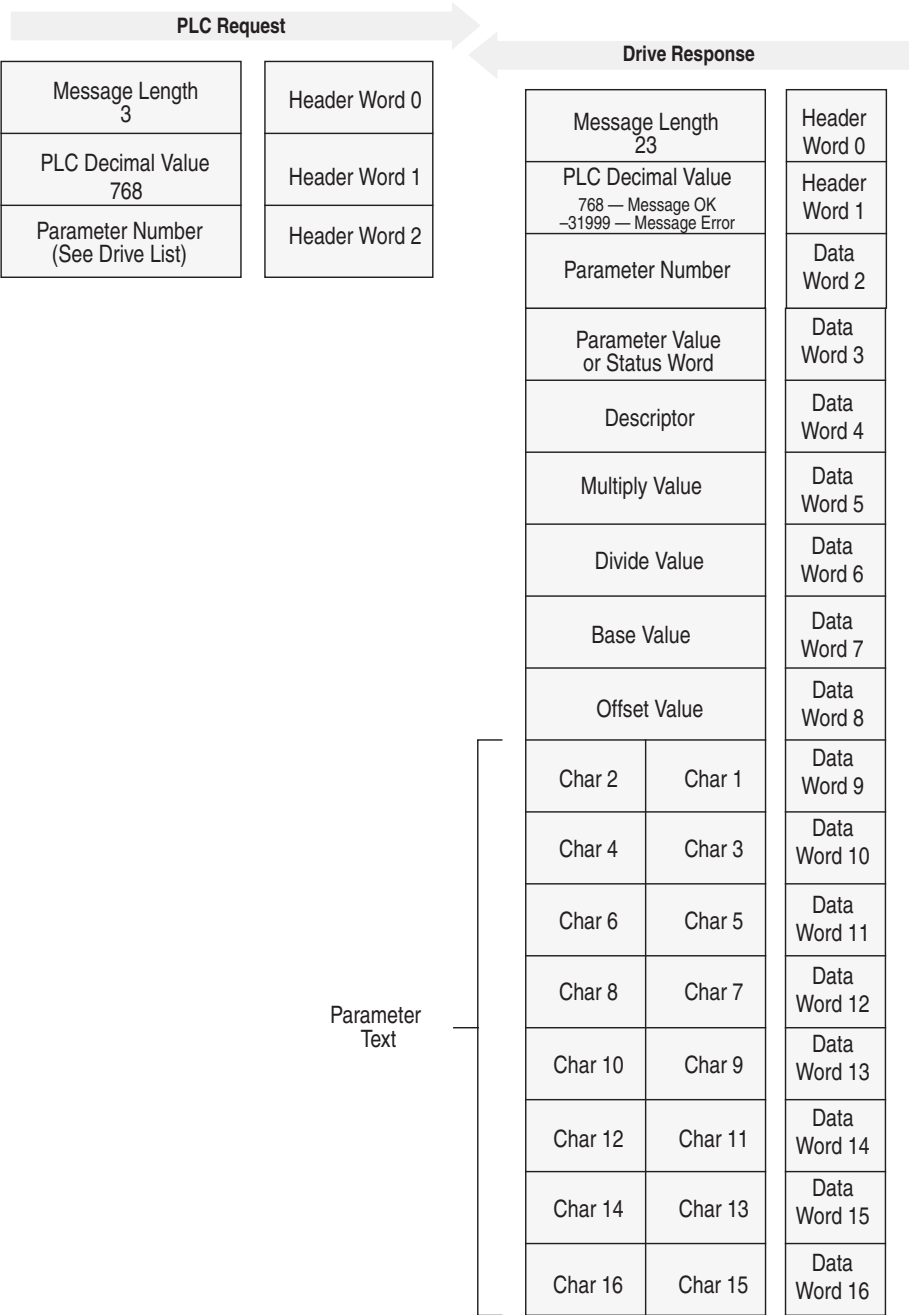 PLC Request
Message Length
3
Header Word 0
PLC Decimal Value
768
Header Word 1
Parameter Number
(See Drive List)
Header Word 2
Drive Response
Message Length
23
Header
Word 0
PLC Decimal Value
768 — Message OK
–31999 — Message Error
Header
Word 1
Parameter Number
Data
Word 2
Parameter Value
or Status Word
Data
Word 3
Descriptor
Data
Word 4
Multiply Value
Data
Word 5
Divide Value
Data
Word 6
Base Value
Data
Word 7
Offset Value
Data
Word 8
Parameter
Text
Char 2 Char 1
Data
Word 9
Char 4 Char 3
Data
Word 10
Char 6 Char 5
Data
Word 11
Char 8 Char 7
Data
Word 12
Char 10 Char 9
Data
Word 13
Char 12 Char 11
Data
Word 14
Char 14 Char 13
Data
Word 15
Char 16 Char 15
Data
Word 16